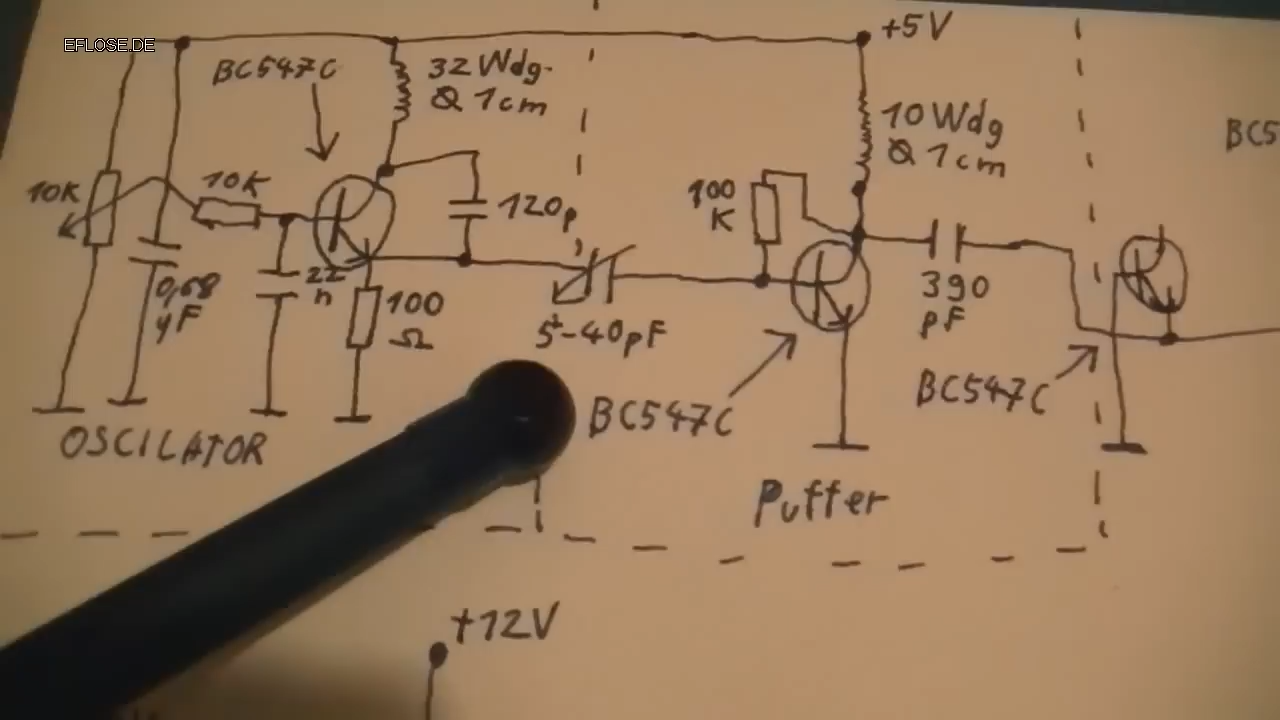 EFLOSE.DE
+5V
BC547C
32 Wdg.
Ø 1cm
10 Wdg
Ø 1cm
BC5
10K
10K
120p
100
K
22
n
0,68
µF
100
Ω
5-40pF
390
pF
BC547C
BC547C
OSCILATOR
Puffer
+12V